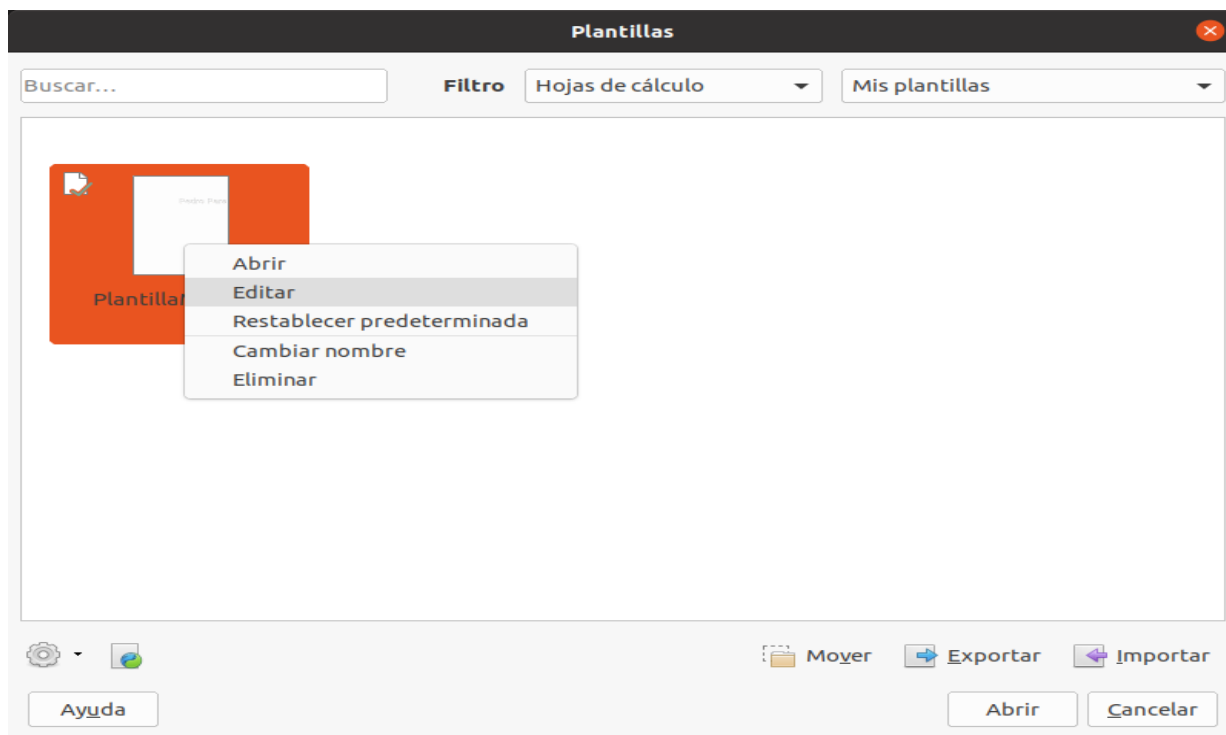 Plantillas
Buscar...
Filtro
Hojas de cálculo
Mis plantillas
Abrir
Editar
Restablecer predeterminada
Cambiar nombre
Eliminar
Mover
Exportar
Importar
Ayuda
Abrir
Cancelar